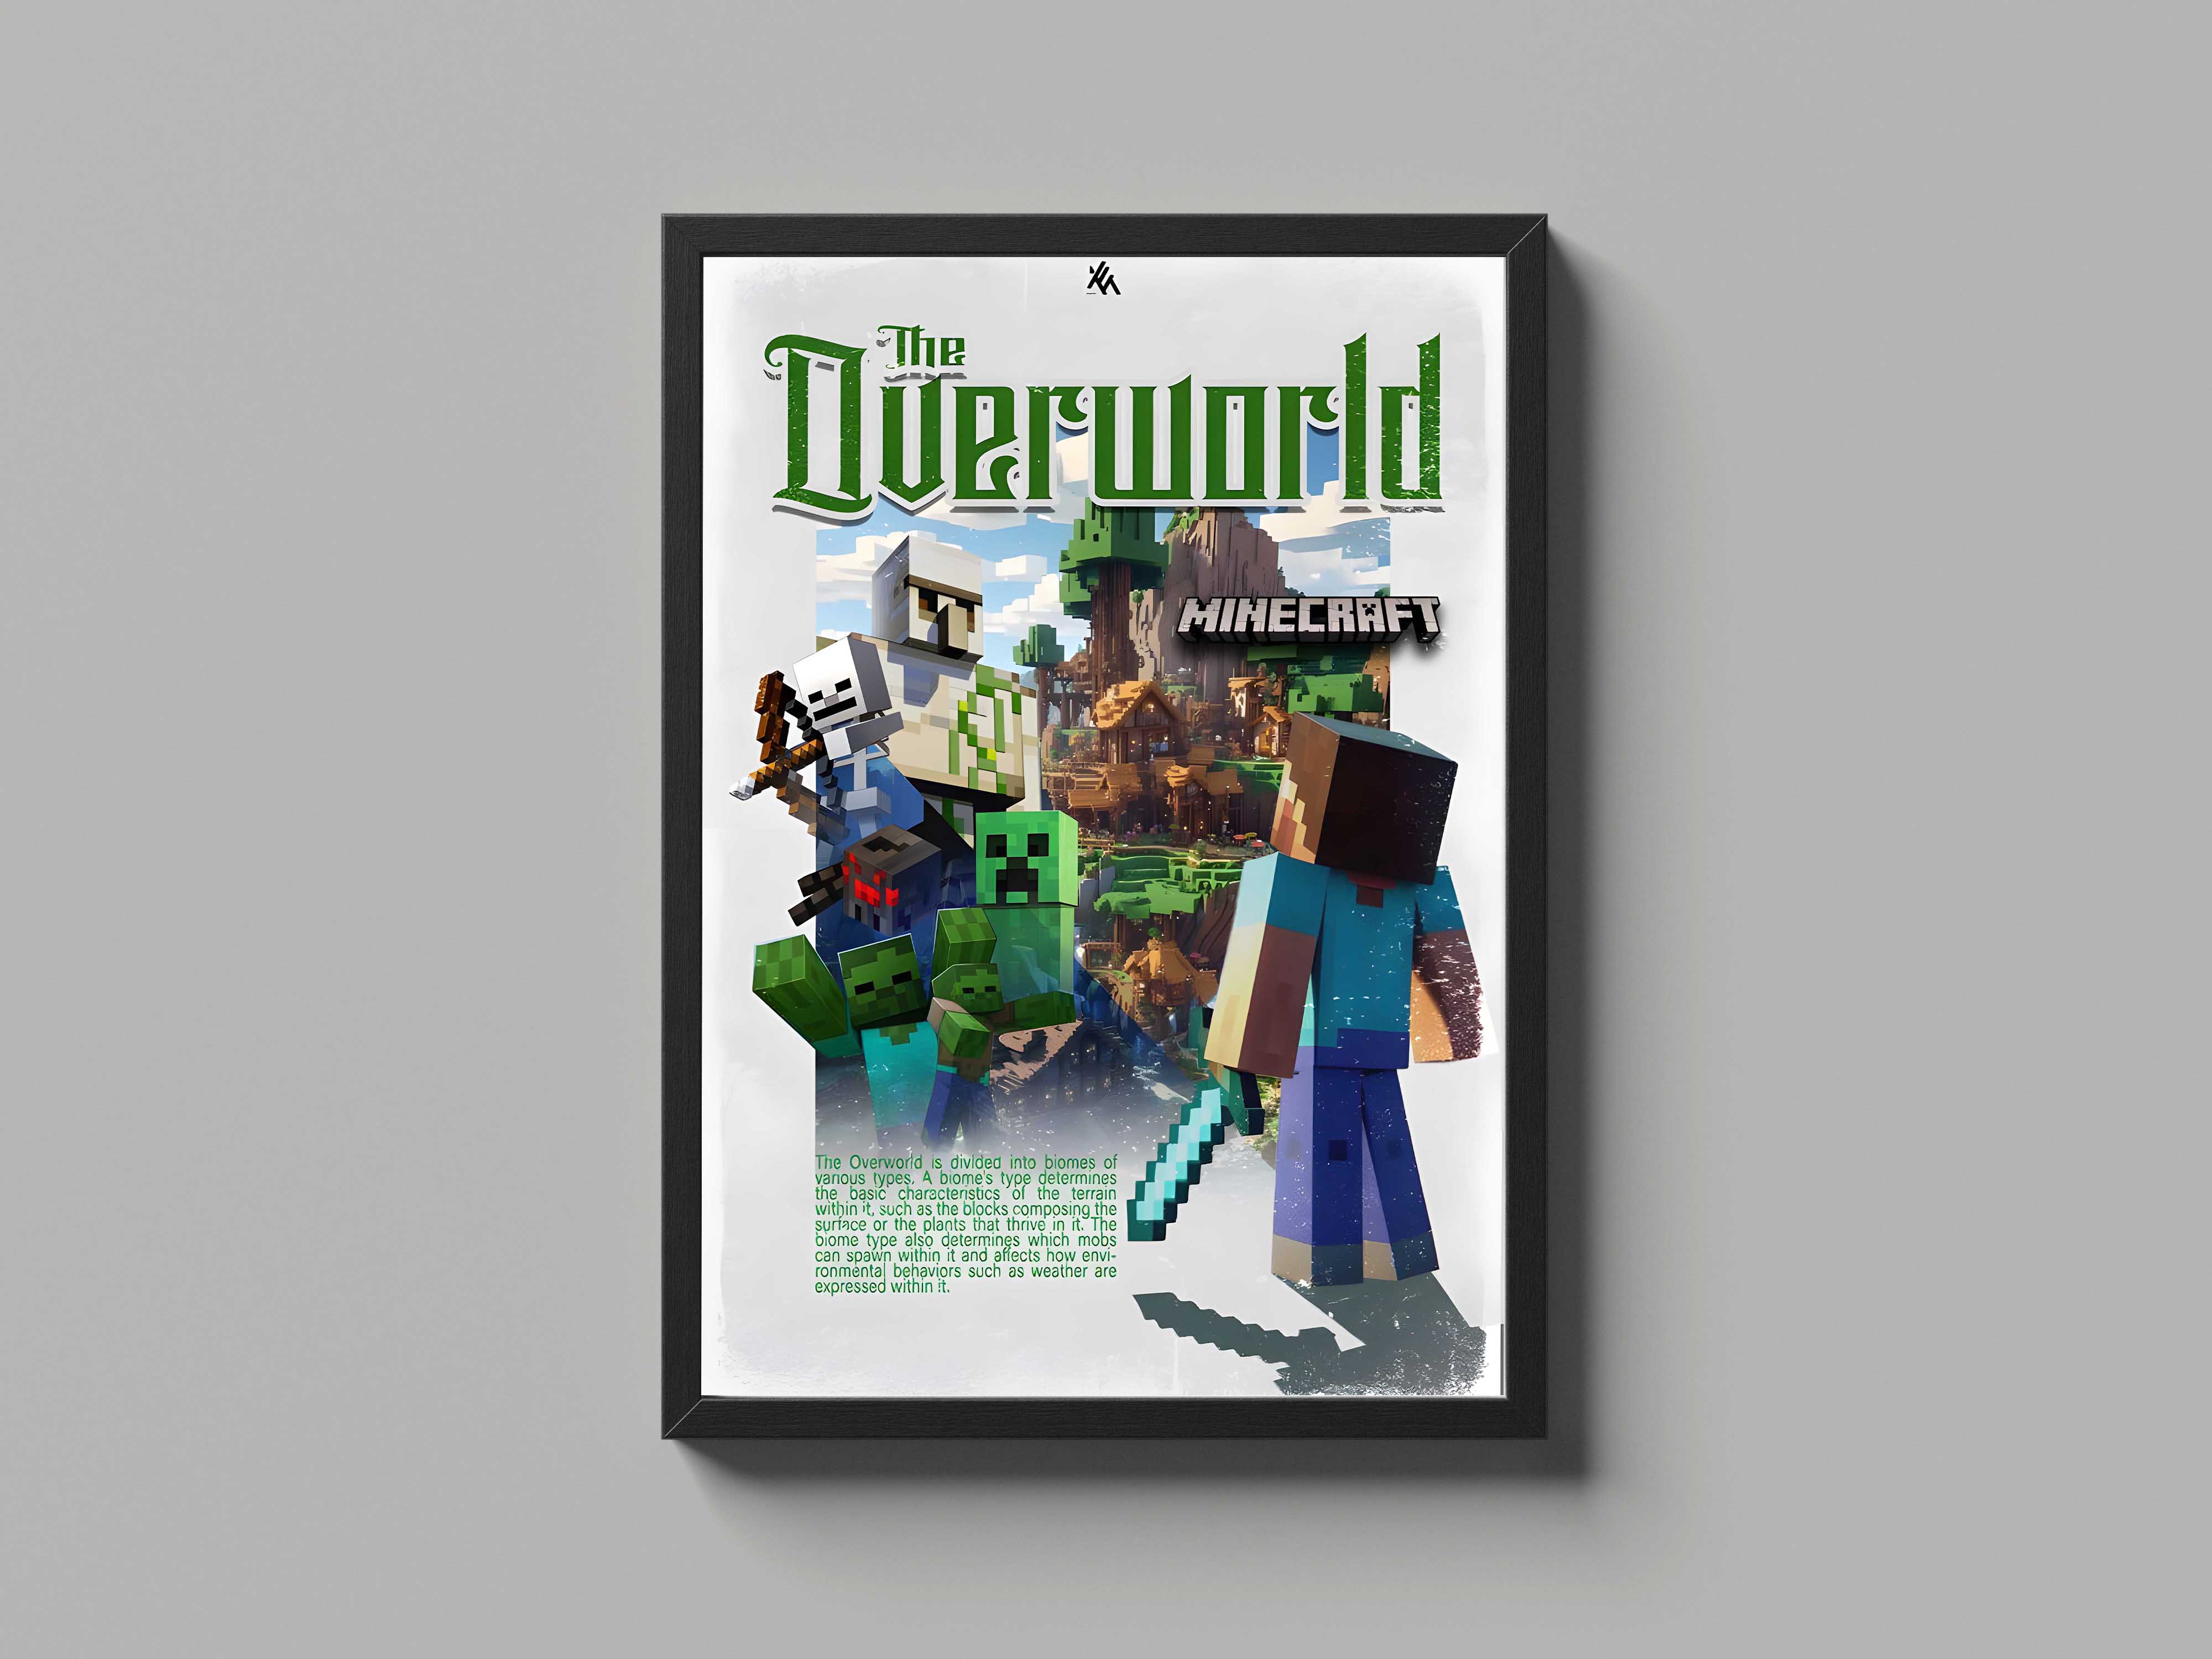 The
Overworld
MINECRAFT
The Overworld is divided into biomes of
various types. A biome's type determines
the basic characteristics of the terrain
within it, such as the blocks composing the
surface or the plants that thrive in it. The
biome type also determines which mobs
can spawn within it and affects how envi-
ronmental behaviors such as weather are
expressed within it.